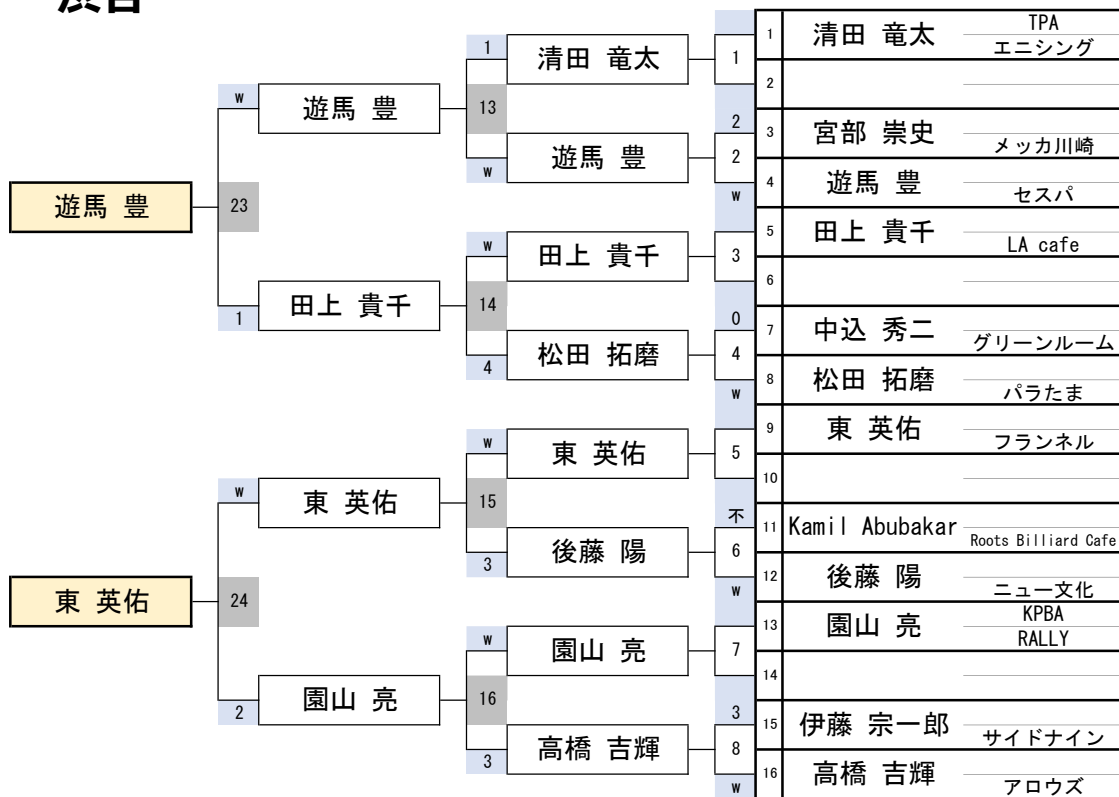 1 清田 竜太 TPA
エニシング
1 清田 竜太 1
2
W 遊馬 豊 13
2
3 宮部 崇史 メッカ川崎
W 遊馬 豊 2
4 遊馬 豊 セスパ
W
遊馬 豊 23
5 田上 貴千 LA cafe
W 田上 貴千 3
6
1 田上 貴千 14
0
7 中込 秀二 グリーンルーム
4 松田 拓磨 4
8 松田 拓磨 パラたま
W
9 東 英佑 フランネル
W 東 英佑 5
10
W 東 英佑 15
不
11 Kamil Abubakar Roots Billiard Cafe
3 後藤 陽 6
12 後藤 陽 ニュー文化
W
東 英佑 24
13 園山 亮 KPBA
RALLY
W 園山 亮 7
14
2 園山 亮 16
3
15 伊藤 宗一郎 サイドナイン
3 高橋 吉輝 8
16 高橋 吉輝 アロウズ
W